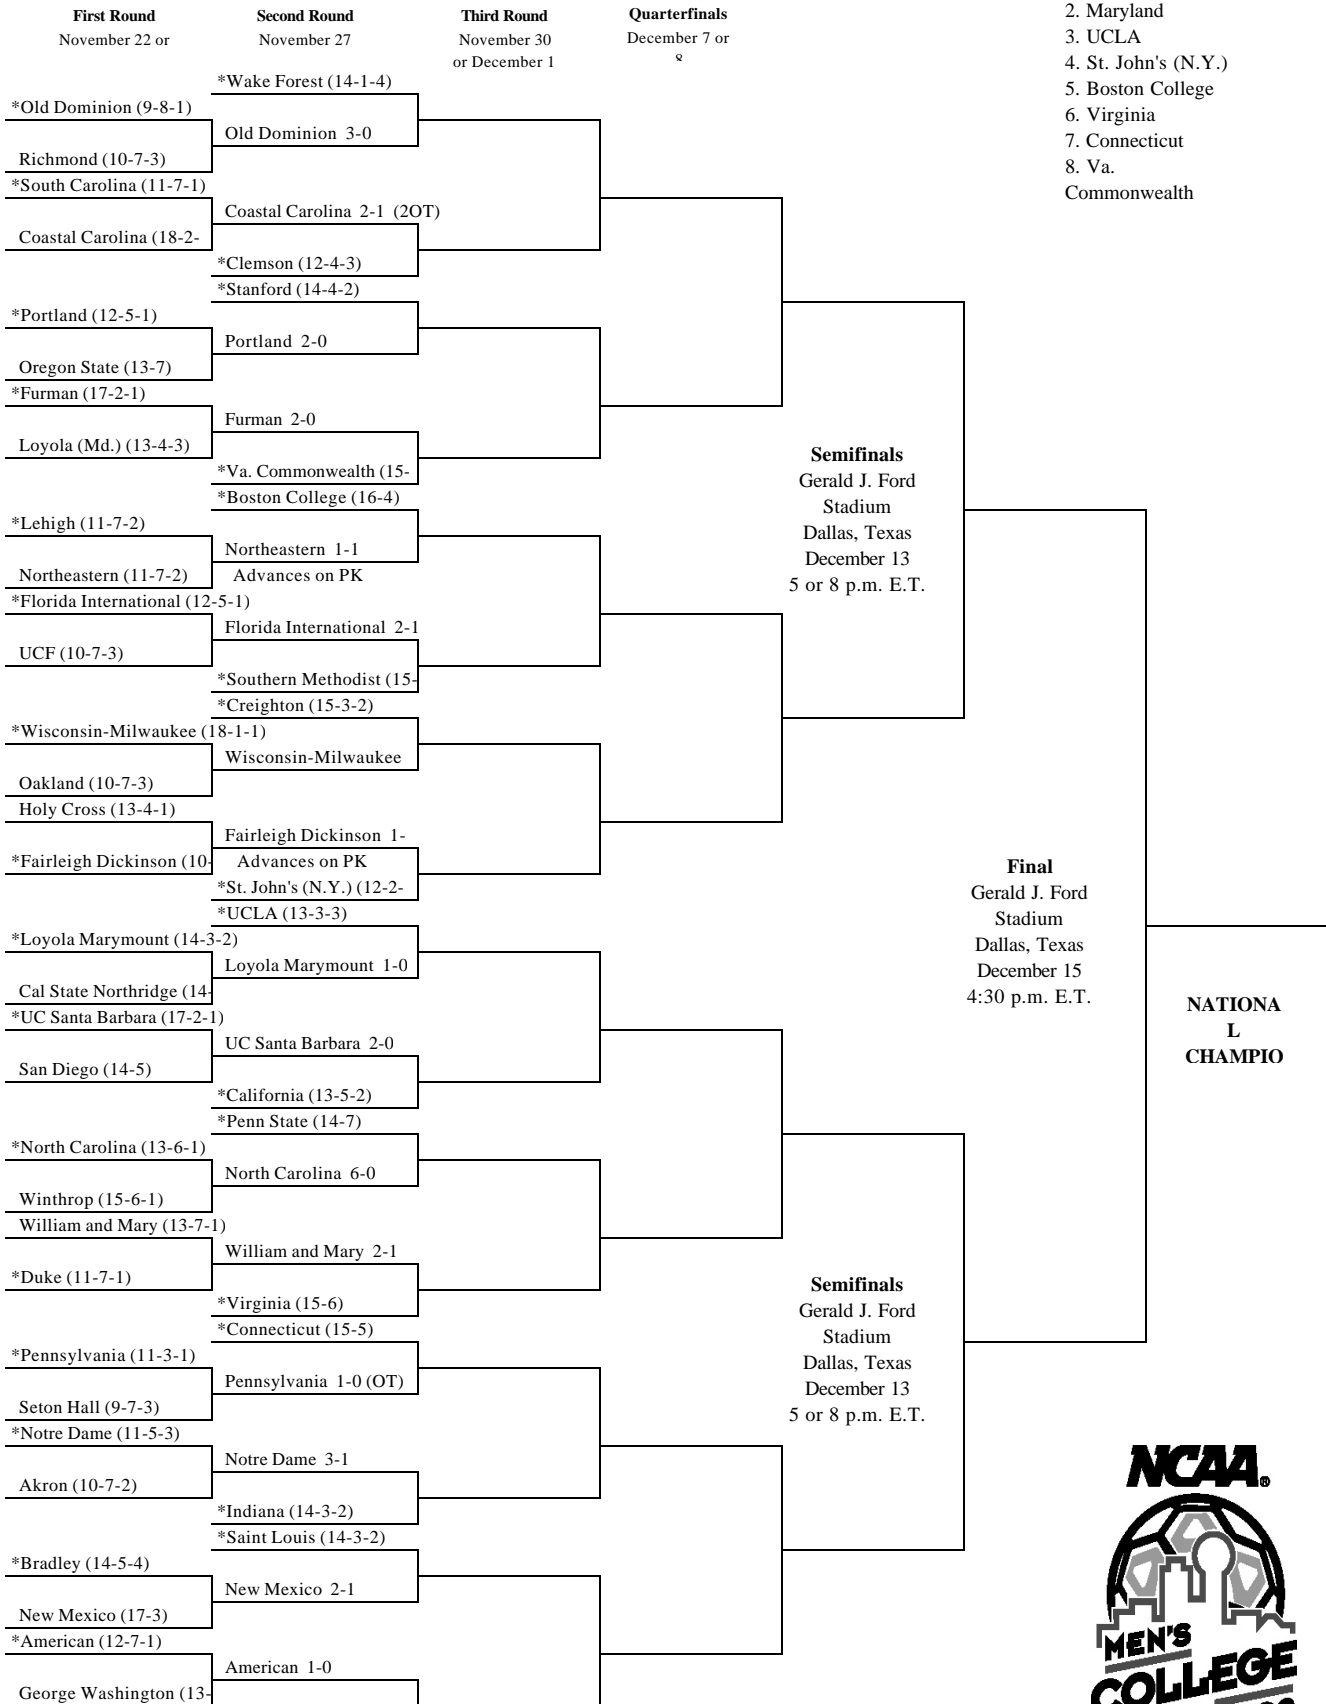 First Round
November 22 or
Second Round
November 27
Third Round
November 30
or December 1
Quarterfinals
December 7 or
8
2. Maryland
3. UCLA
4. St. John's (N.Y.)
5. Boston College
6. Virginia
7. Connecticut
8. Va.
Commonwealth
*Wake Forest (14-1-4)
*Old Dominion (9-8-1)
Old Dominion 3-0
Richmond (10-7-3)
*South Carolina (11-7-1)
Coastal Carolina 2-1 (2OT)
Coastal Carolina (18-2-
*Clemson (12-4-3)
*Stanford (14-4-2)
*Portland (12-5-1)
Portland 2-0
Oregon State (13-7)
*Furman (17-2-1)
Furman 2-0
Loyola (Md.) (13-4-3)
*Va. Commonwealth (15-
*Boston College (16-4)
*Lehigh (11-7-2)
Northeastern 1-1
Advances on PK
Northeastern (11-7-2)
*Florida International (12-5-1)
Florida International 2-1
UCF (10-7-3)
*Southern Methodist (15-
*Creighton (15-3-2)
*Wisconsin-Milwaukee (18-1-1)
Wisconsin-Milwaukee
Oakland (10-7-3)
Holy Cross (13-4-1)
Fairleigh Dickinson 1-
Advances on PK
*Fairleigh Dickinson (10-
*St. John's (N.Y.) (12-2-
*UCLA (13-3-3)
*Loyola Marymount (14-3-2)
Loyola Marymount 1-0
Cal State Northridge (14-
*UC Santa Barbara (17-2-1)
UC Santa Barbara 2-0
San Diego (14-5)
*California (13-5-2)
*Penn State (14-7)
*North Carolina (13-6-1)
North Carolina 6-0
Winthrop (15-6-1)
William and Mary (13-7-1)
William and Mary 2-1
*Duke (11-7-1)
*Virginia (15-6)
*Connecticut (15-5)
*Pennsylvania (11-3-1)
Pennsylvania 1-0 (OT)
Seton Hall (9-7-3)
*Notre Dame (11-5-3)
Notre Dame 3-1
Akron (10-7-2)
*Indiana (14-3-2)
*Saint Louis (14-3-2)
*Bradley (14-5-4)
New Mexico 2-1
New Mexico (17-3)
*American (12-7-1)
American 1-0
George Washington (13-
Semifinals
Gerald J. Ford
Stadium
Dallas, Texas
December 13
5 or 8 p.m. E.T.
Final
Gerald J. Ford
Stadium
Dallas, Texas
December 15
4:30 p.m. E.T.
NATIONA
L
CHAMPIO
Semifinals
Gerald J. Ford
Stadium
Dallas, Texas
December 13
5 or 8 p.m. E.T.
NCAA®
MEN'S
COLLEGE